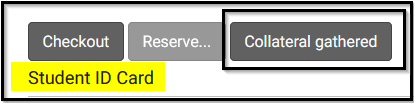 Checkout Reserve... Collateral gathered
Student ID Card